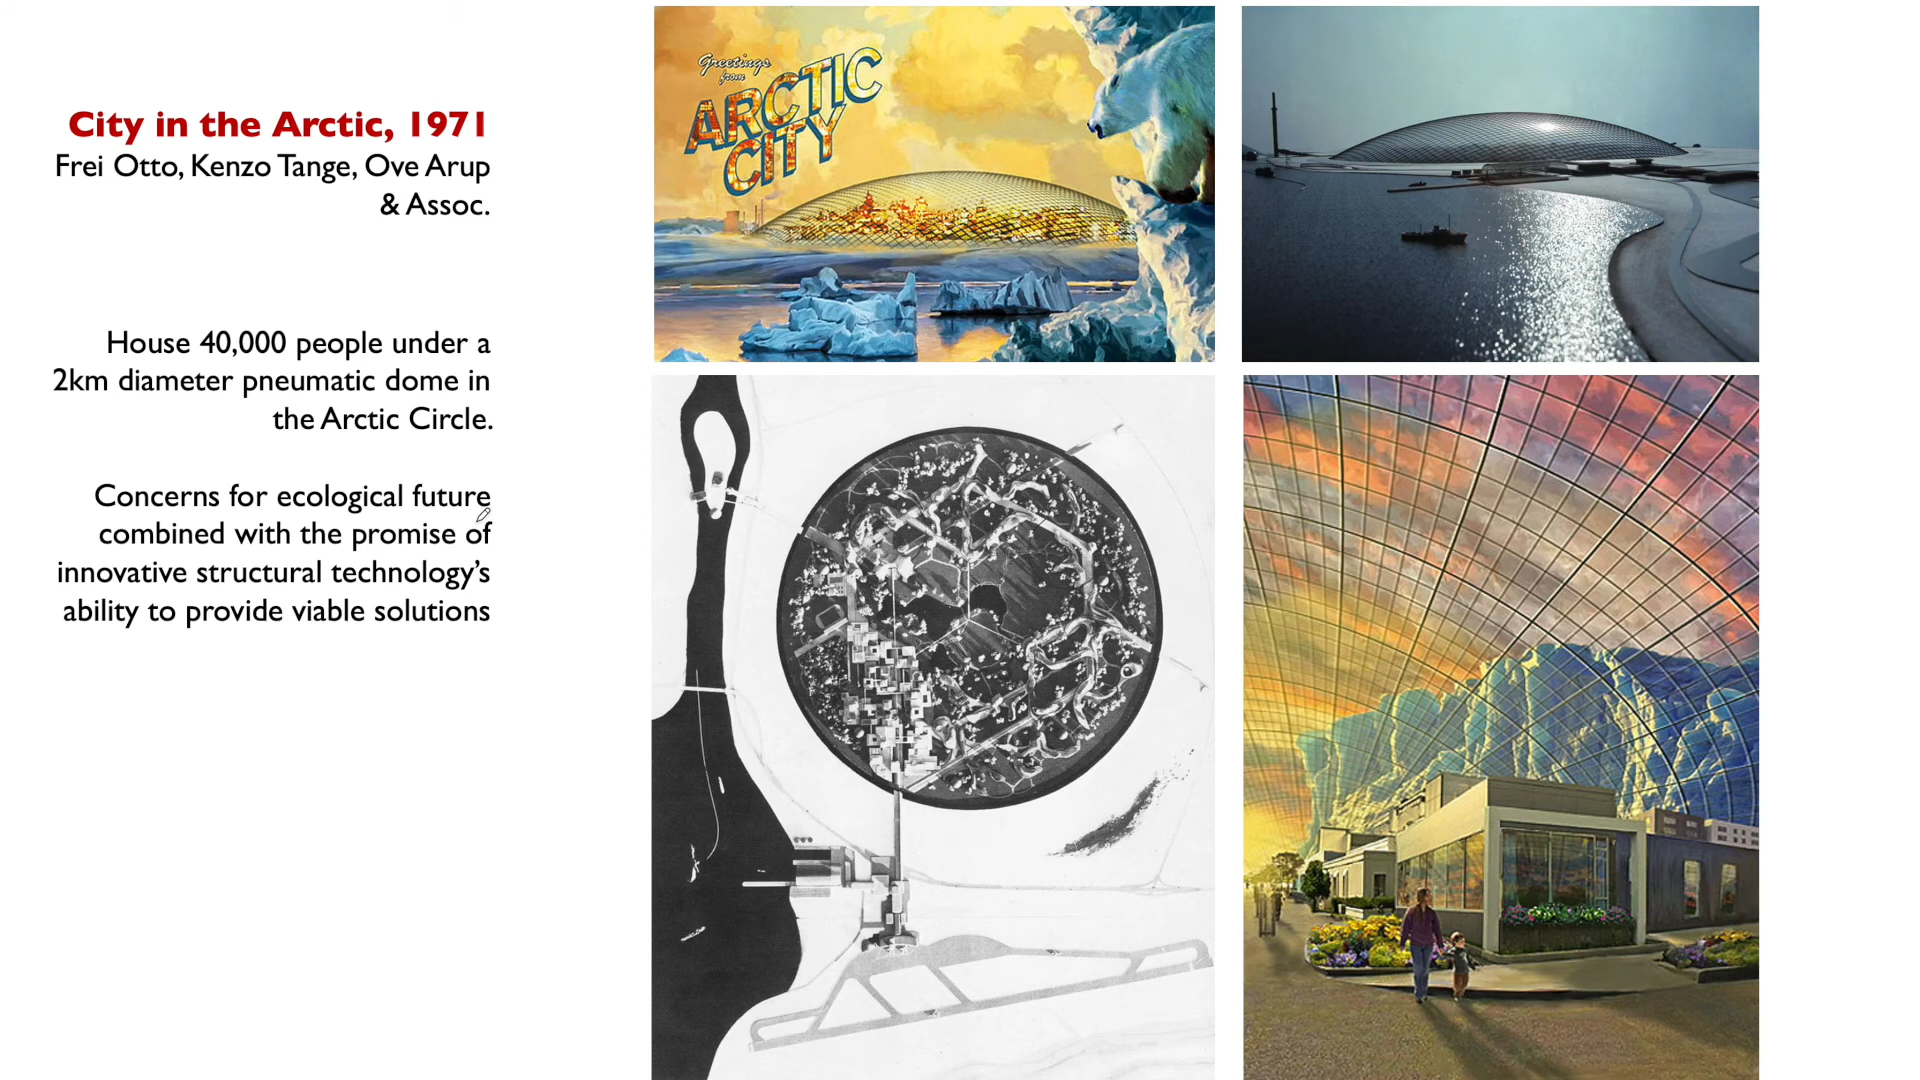 City in the Arctic, 1971
Frei Otto, Kenzo Tange, Ove Arup
& Assoc.
House 40,000 people under a
2km diameter pneumatic dome in
the Arctic Circle.
Concerns for ecological future
combined with the promise of
innovative structural technology’s
ability to provide viable solutions
Greetings
from
ARCTIC
CITY